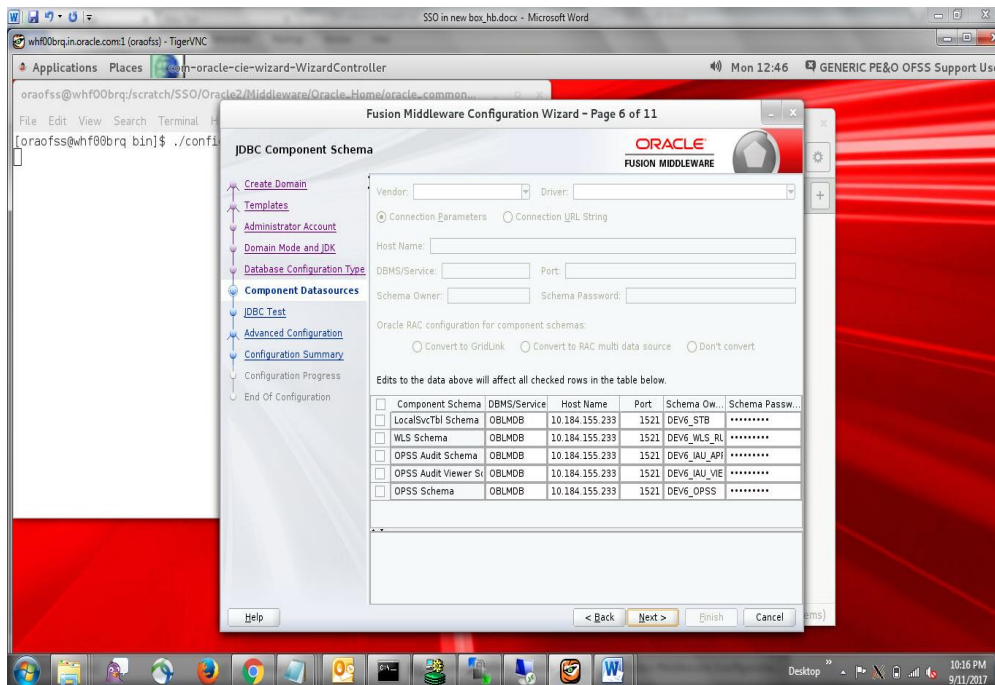 SSO in new box_hb.docx - Microsoft Word
whf00brq.in.oracle.com:1 (oraofss) - TigerVNC
Applications Places com-oracle-cie-wizard-WizardController Mon 12:46 GENERIC PE&O OFSS Support Use
oraofss@whf00brq:/scratch/SSO/Oracle2/Middleware/Oracle_Home/oracle_common...
File Edit View Search Terminal H
[oraofss@whf00brq bin]$ ./confi
Fusion Middleware Configuration Wizard - Page 6 of 11
JDBC Component Schema
ORACLE
FUSION MIDDLEWARE
Create Domain
Templates
Administrator Account
Domain Mode and JDK
Database Configuration Type
Component Datasources
JDBC Test
Advanced Configuration
Configuration Summary
Configuration Progress
End Of Configuration
Vendor: Driver:
Connection Parameters Connection URL String
Host Name:
DBMS/Service: Port:
Schema Owner: Schema Password:
Oracle RAC configuration for component schemas:
Convert to GridLink Convert to RAC multi data source Don't convert
Edits to the data above will affect all checked rows in the table below.
Component Schema DBMS/Service Host Name Port Schema Ow... Schema Passw...
LocalSvcTbl Schema OBLMDB 10.184.155.233 1521 DEV6_STB •••••••••
WLS Schema OBLMDB 10.184.155.233 1521 DEV6_WLS_RU •••••••••
OPSS Audit Schema OBLMDB 10.184.155.233 1521 DEV6_IAU_APP •••••••••
OPSS Audit Viewer Sc OBLMDB 10.184.155.233 1521 DEV6_IAU_VIE •••••••••
OPSS Schema OBLMDB 10.184.155.233 1521 DEV6_OPSS •••••••••
Help < Back Next > Finish Cancel
ems)
Desktop
10:16 PM
9/11/2017